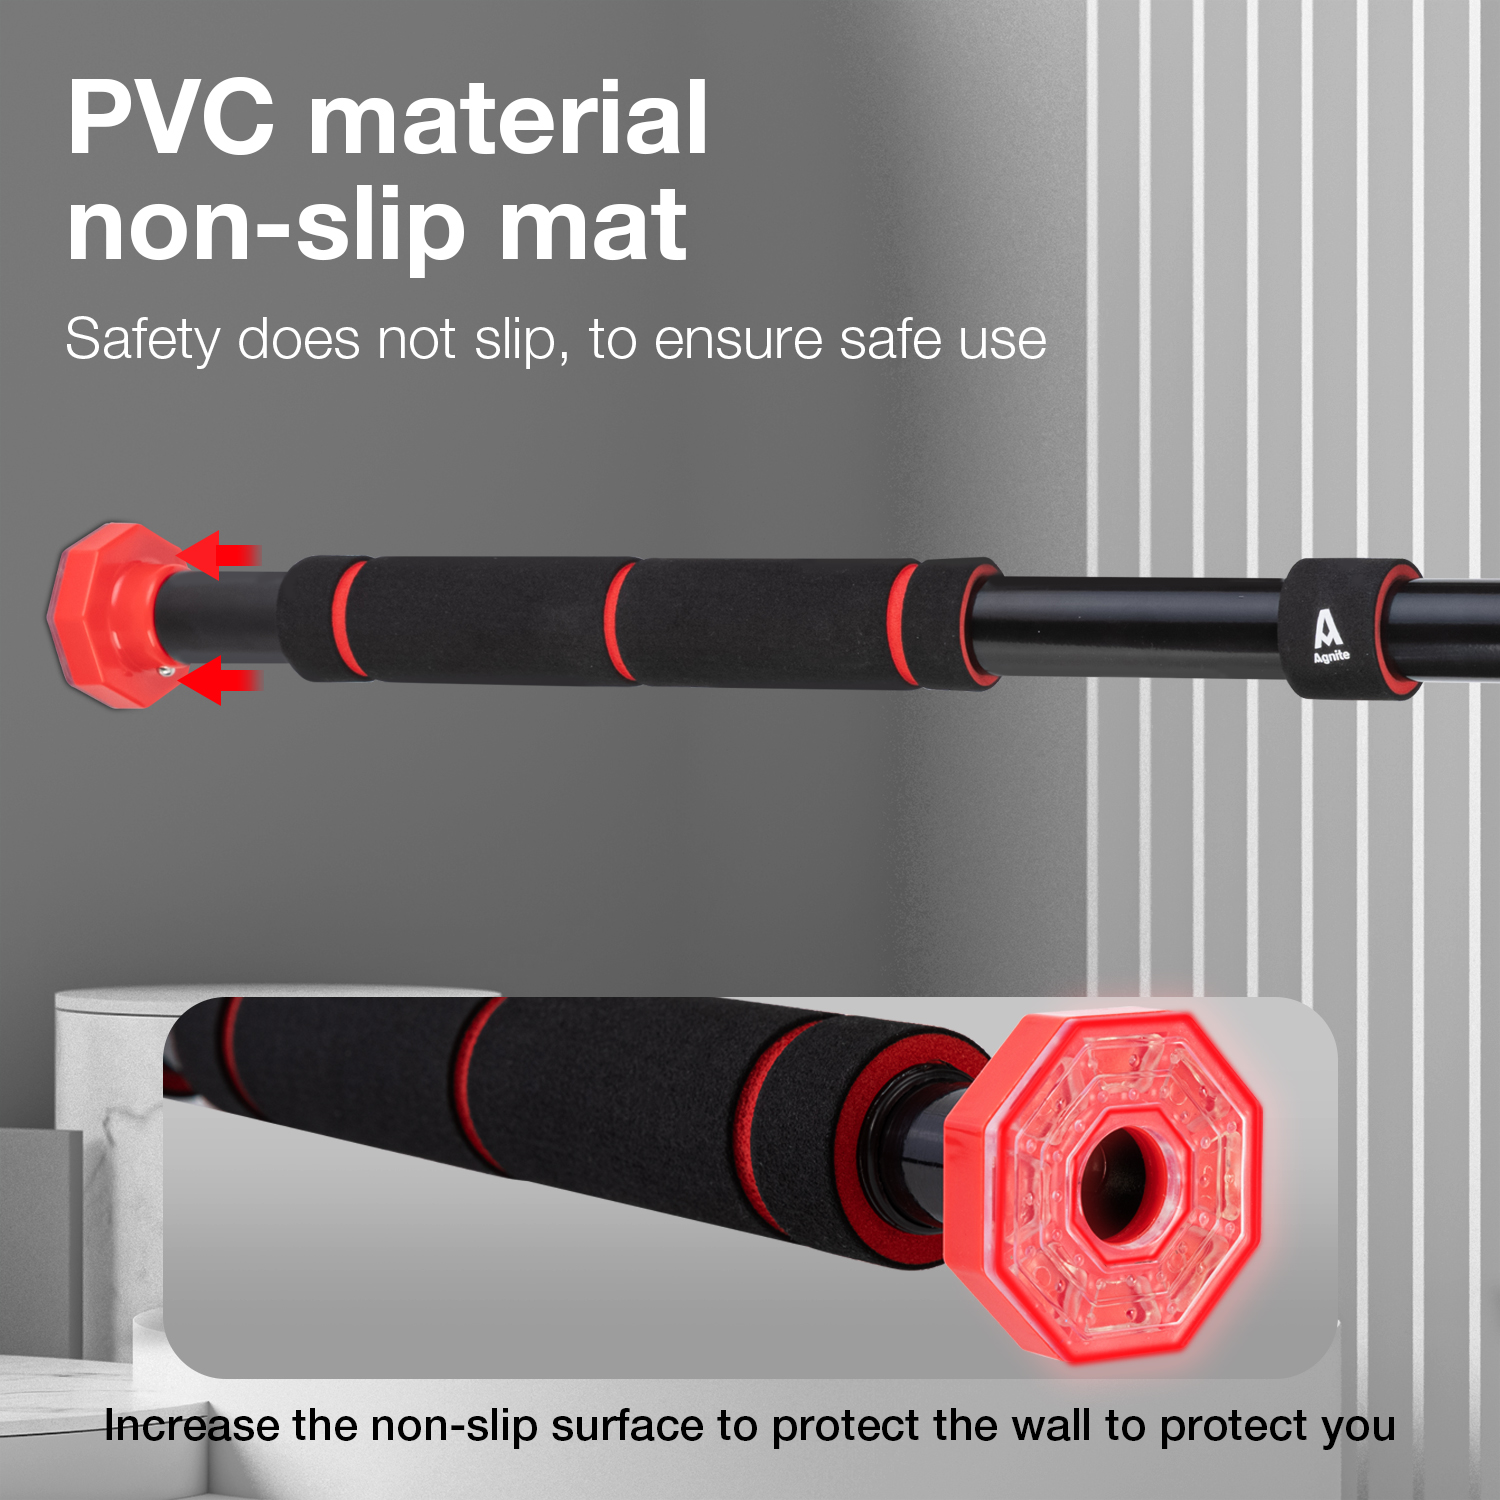 PVC material
non-slip mat
Safety does not slip, to ensure safe use
Agnite
Increase the non-slip surface to protect the wall to protect you